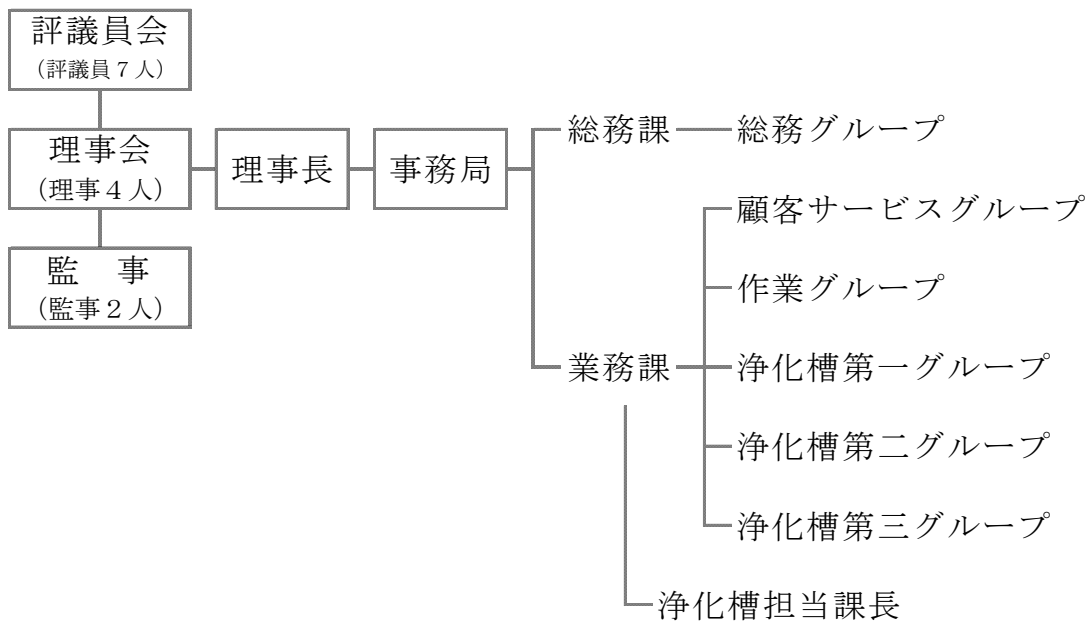 評議員会
(評議員7人)
理事会
(理事4人)
監　事
(監事2人)
理事長
事務局
総務課
総務グループ
業務課
顧客サービスグループ
作業グループ
浄化槽第一グループ
浄化槽第二グループ
浄化槽第三グループ
浄化槽担当課長